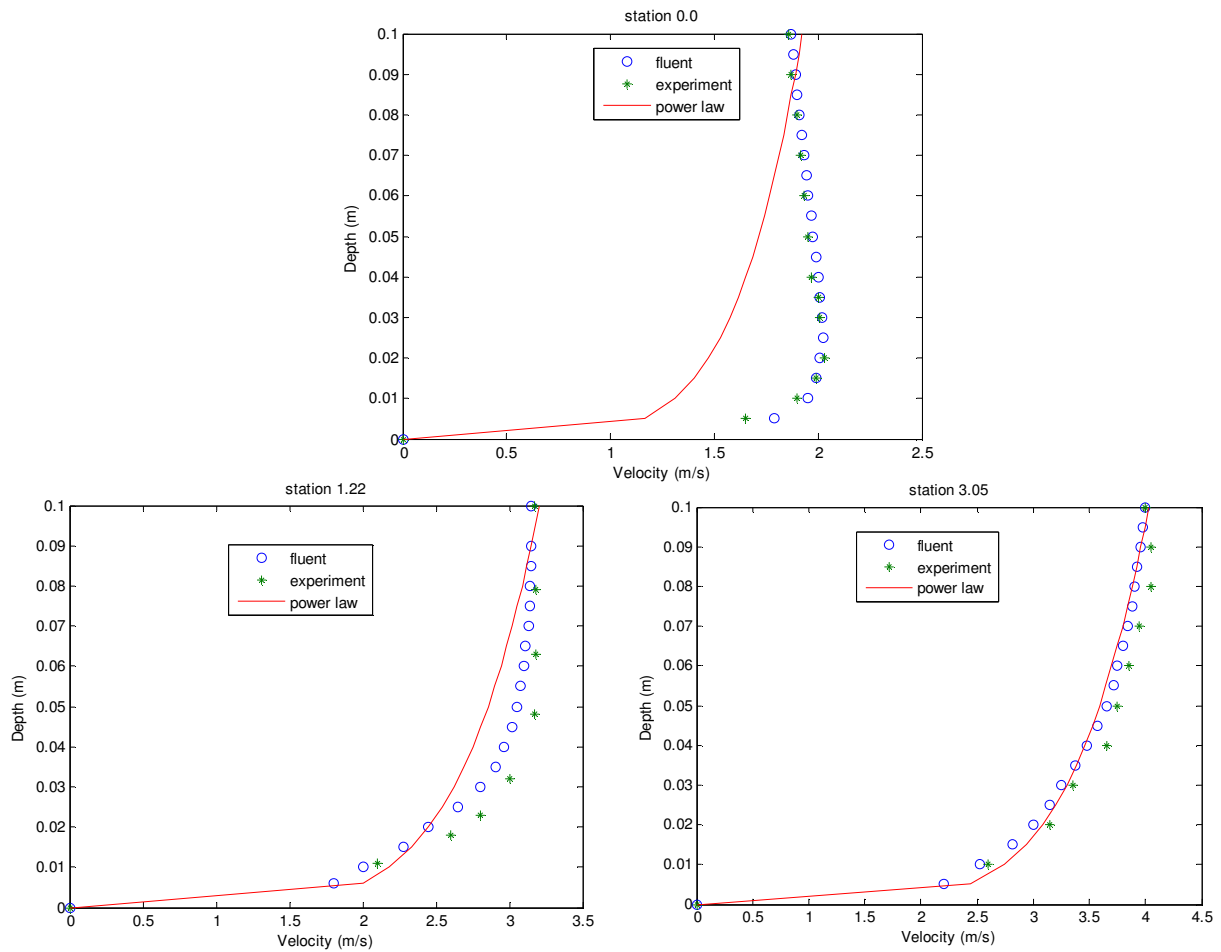 station 0.0
0.1
0.09
0.08
0.07
0.06
0.05
0.04
0.03
0.02
0.01
0
Depth (m)
fluent
experiment
power law
0 0.5 1 1.5 2 2.5
Velocity (m/s)
station 1.22
0.1
0.09
0.08
0.07
0.06
0.05
0.04
0.03
0.02
0.01
0
Depth (m)
fluent
experiment
power law
0 0.5 1 1.5 2 2.5 3 3.5
Velocity (m/s)
station 3.05
0.1
0.09
0.08
0.07
0.06
0.05
0.04
0.03
0.02
0.01
0
Depth (m)
fluent
experiment
power law
0 0.5 1 1.5 2 2.5 3 3.5 4 4.5
Velocity (m/s)